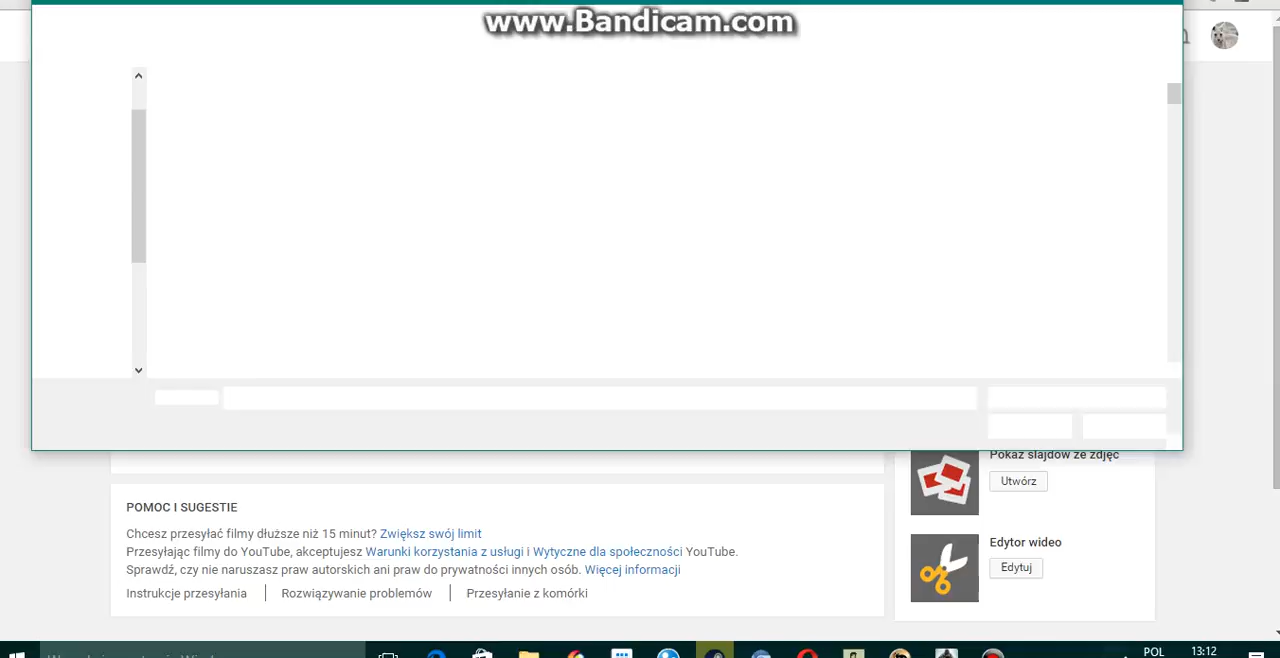 www.Bandicam.com
Pokaz slajdów ze zdjęć
Utwórz
POMOC I SUGESTIE
Chcesz przesyłać filmy dłuższe niż 15 minut? Zwiększ swój limit
Przesyłając filmy do YouTube, akceptujesz Warunki korzystania z usługi i Wytyczne dla społeczności YouTube.
Sprawdź, czy nie naruszasz praw autorskich ani praw do prywatności innych osób. Więcej informacji
Instrukcje przesyłania
Rozwiązywanie problemów
Przesyłanie z komórki
Edytor wideo
Edytuj
POL
13:12